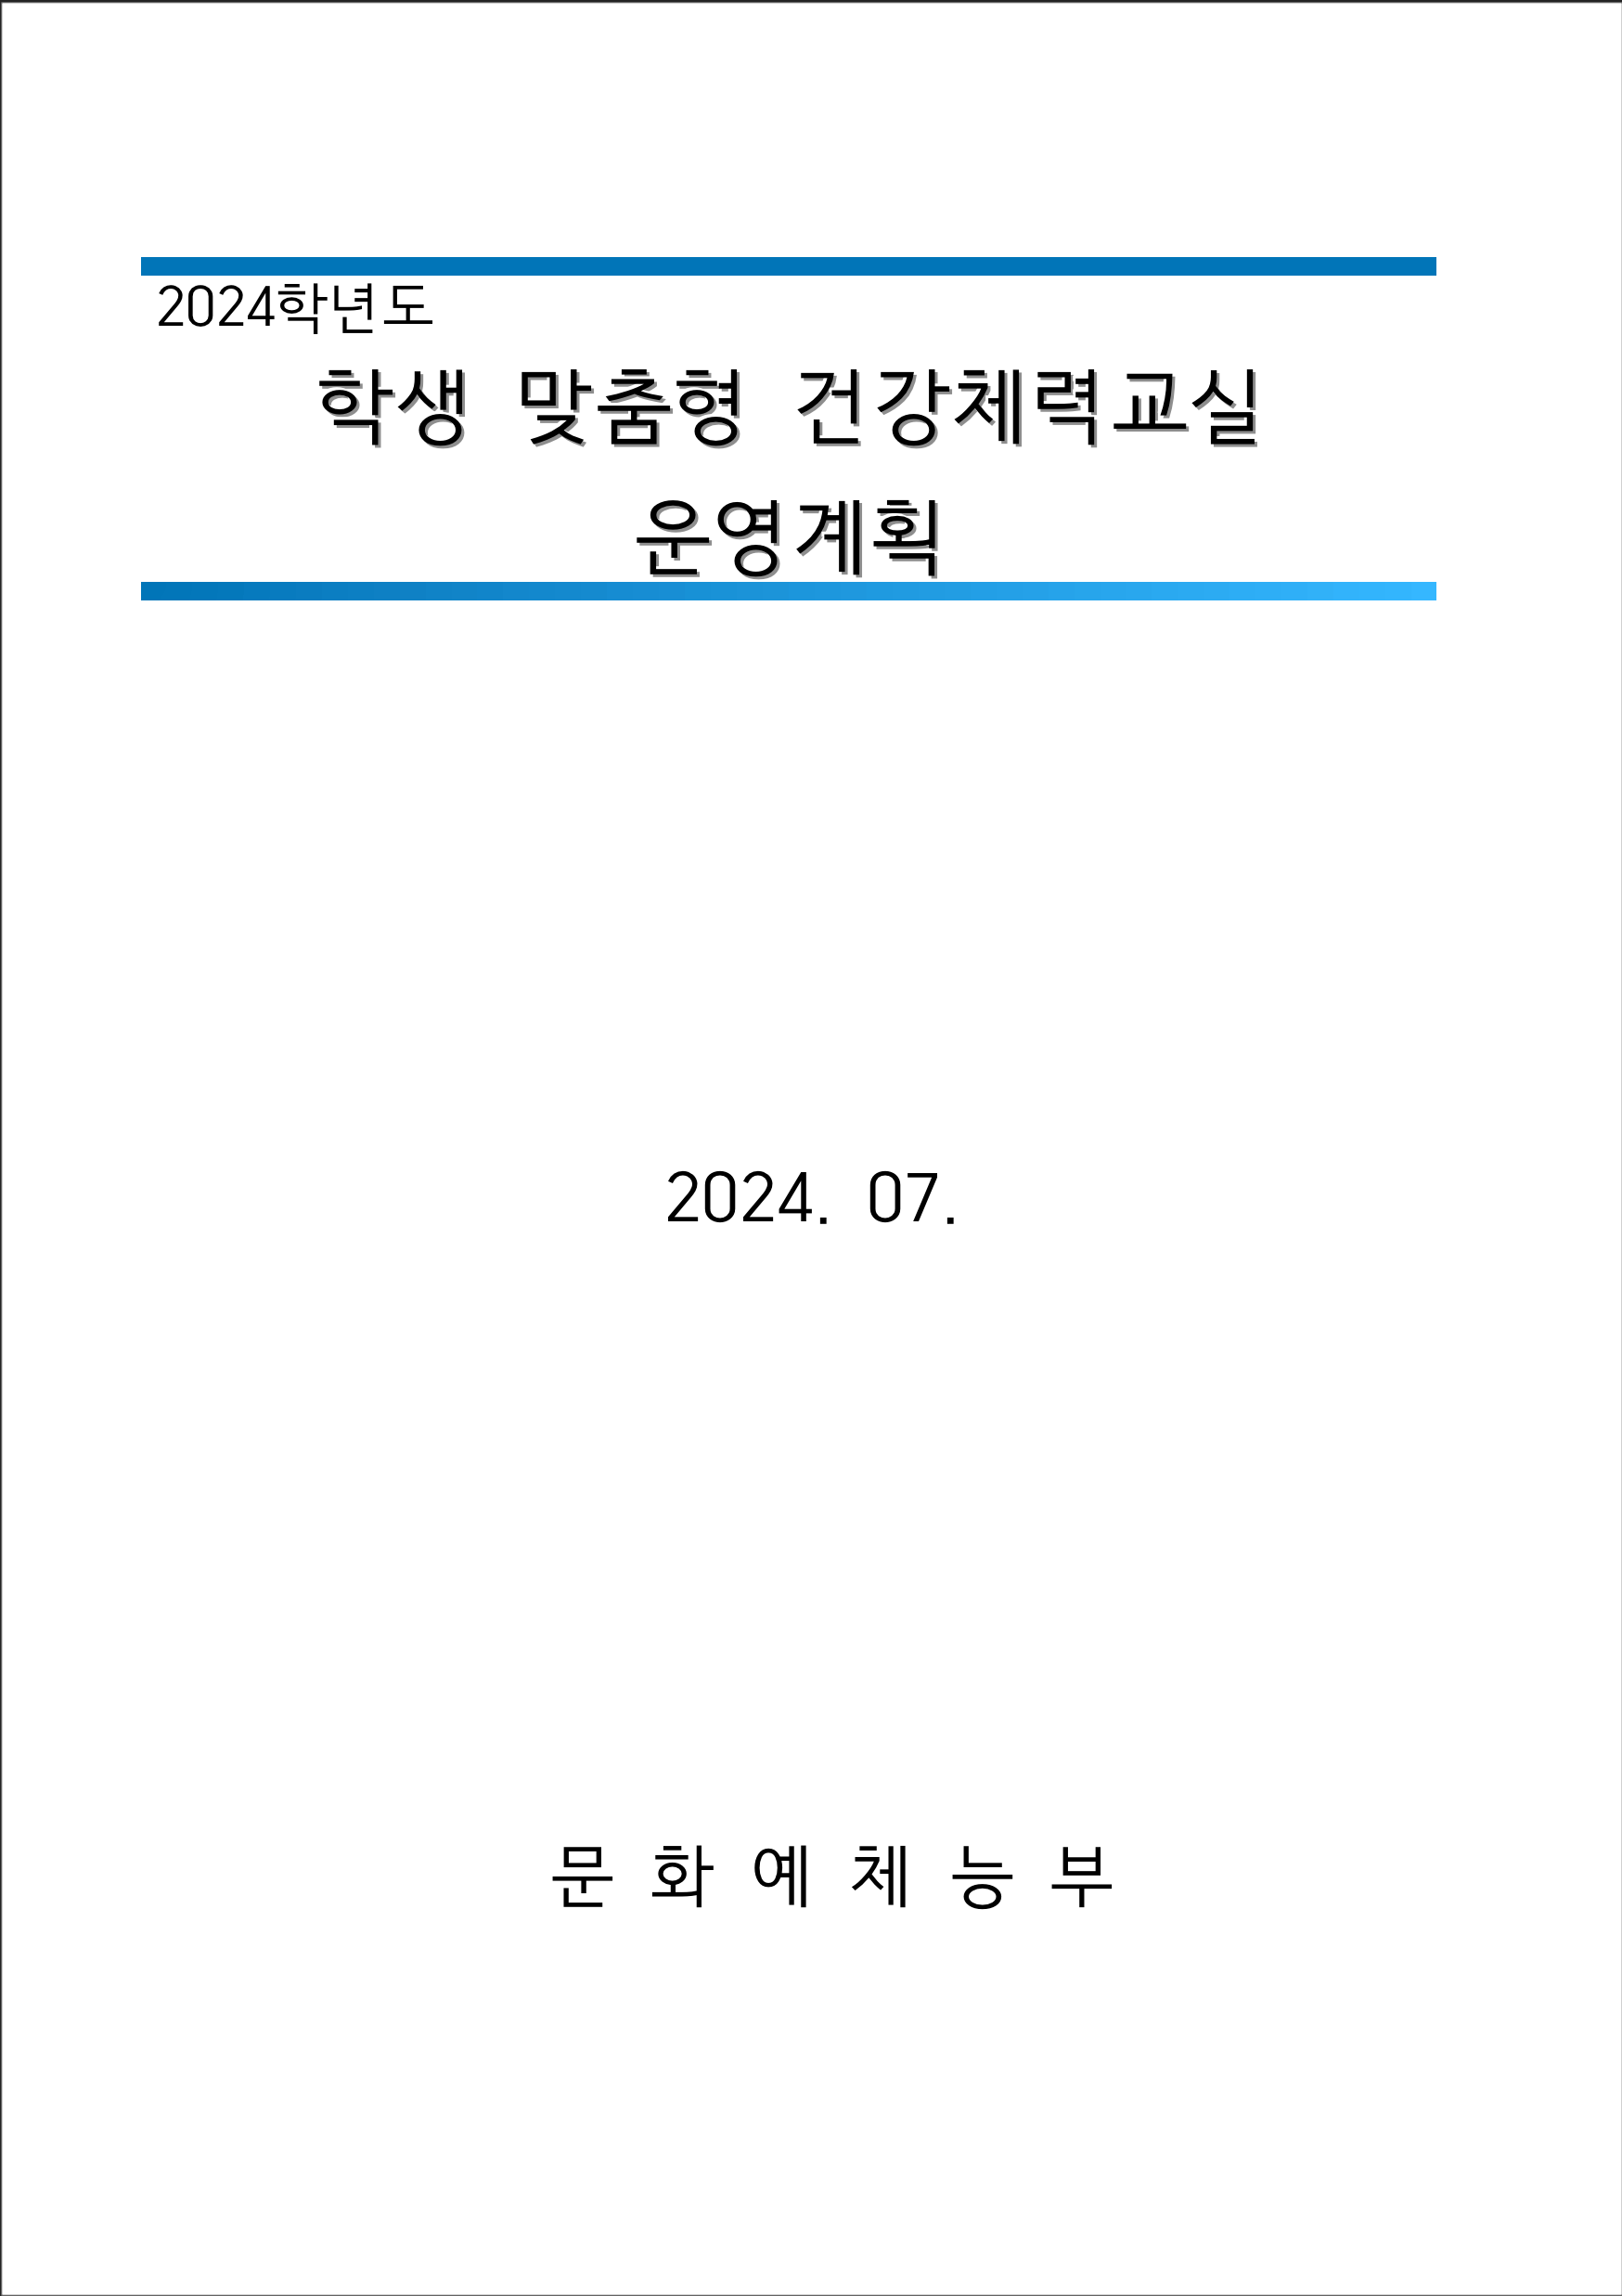 2024학년도
학생 맞춤형 건강체력교실
운영계획
2024. 07.
문 화 예 체 능 부